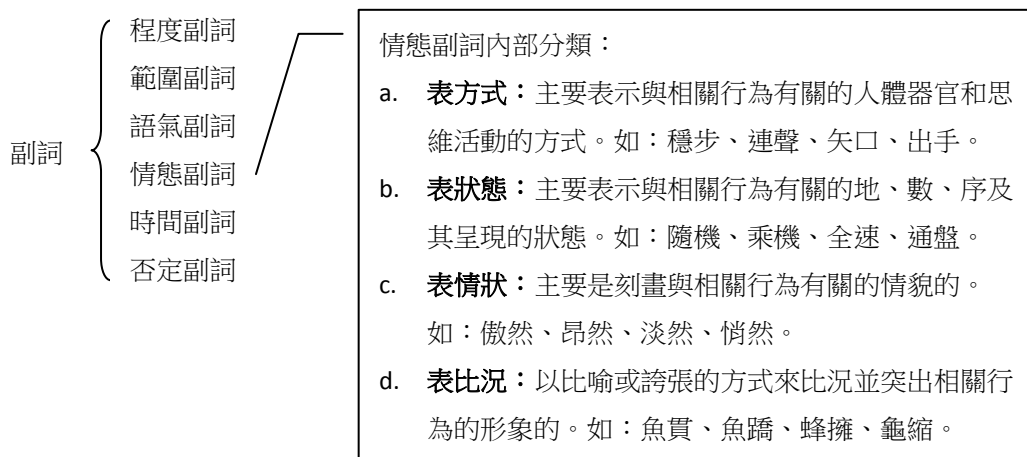 副詞
程度副詞
範圍副詞
語氣副詞
情態副詞
時間副詞
否定副詞
情態副詞內部分類：
a. 表方式：主要表示與相關行為有關的人體器官和思
維活動的方式。如：穩步、連聲、矢口、出手。
b. 表狀態：主要表示與相關行為有關的地、數、序及
其呈現的狀態。如：隨機、乘機、全速、通盤。
c. 表情狀：主要是刻畫與相關行為有關的情貌的。
如：傲然、昂然、淡然、悄然。
d. 表比況：以比喻或誇張的方式來比況並突出相關行
為的形象的。如：魚貫、魚躋、蜂擁、龜縮。